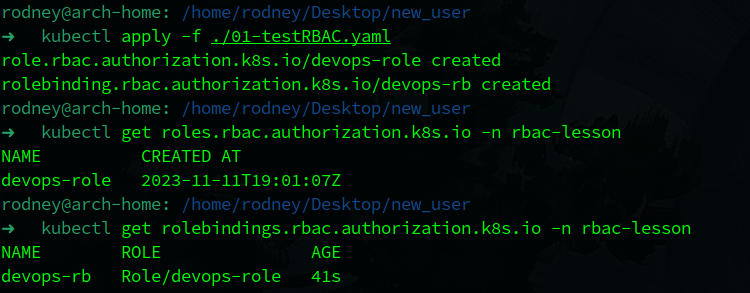 rodney@arch-home: /home/rodney/Desktop/new_user
→ kubectl apply -f ./01-testRBAC.yaml
role.rbac.authorization.k8s.io/devops-role created
rolebinding.rbac.authorization.k8s.io/devops-rb created
rodney@arch-home: /home/rodney/Desktop/new_user
→ kubectl get roles.rbac.authorization.k8s.io -n rbac-lesson
NAME CREATED AT
devops-role 2023-11-11T19:01:07Z
rodney@arch-home: /home/rodney/Desktop/new_user
→ kubectl get rolebindings.rbac.authorization.k8s.io -n rbac-lesson
NAME ROLE AGE
devops-rb Role/devops-role 41s